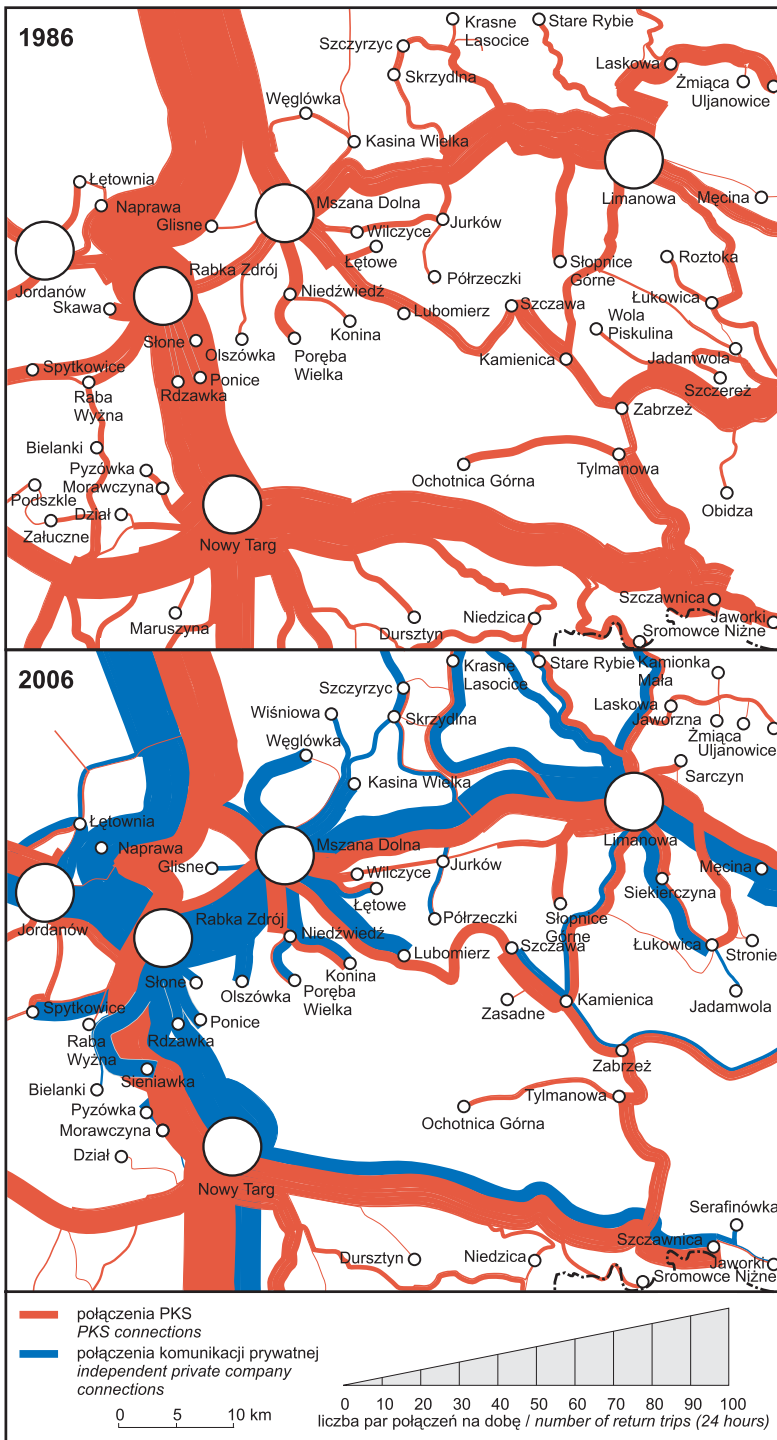 1986
Krasne
Lasocice
Stare Rybie
Szczyrzyc
Skrzydlna
Laskowa
Żmiąca
Uljanowice
Węglówka
Kasina Wielka
Łętownia
Naprawa
Glisne
Mszana Dolna
Wilczyce
Łętowe
Jurków
Limanowa
Męcina
Jordanów
Skawa
Rabka Zdrój
Niedźwiedź
Półrzeczki
Słopnice
Górne
Roztoka
Łukowica
Wola
Piskulina
Słone
Olszówka
Konina
Lubomierz
Szczawa
Poręba
Wielka
Kamienica
Jadamwola
Szczereż
Spytkowice
Raba
Wyżna
Rdzawka
Ponice
Zabrzeż
Bielanki
Pyzówka
Morawczyna
Podszkle
Dział
Załuczne
Ochotnica Górna
Tylmanowa
Obidza
Nowy Targ
Maruszyna
Dursztyn
Niedzica
Szczawnica
Jaworki
Sromowce Niżne
2006
Krasne
Lasocice
Stare Rybie
Kamionka
Mała
Szczyrzyc
Wiśniowa
Skrzydlna
Laskowa
Jaworzna
Żmiąca
Uljanowice
Węglówka
Kasina Wielka
Sarczyn
Łętownia
Naprawa
Glisne
Mszana Dolna
Wilczyce
Łętowe
Jurków
Limanowa
Męcina
Siekierczyna
Jordanów
Rabka Zdrój
Niedźwiedź
Półrzeczki
Słopnice
Górne
Łukowica
Stronie
Słone
Olszówka
Konina
Lubomierz
Szczawa
Poręba
Wielka
Zasadne
Kamienica
Jadamwola
Spytkowice
Raba
Wyżna
Rdzawka
Ponice
Zabrzeż
Sieniawka
Bielanki
Pyzówka
Morawczyna
Dział
Ochotnica Górna
Tylmanowa
Nowy Targ
Serafinówka
Dursztyn
Niedzica
Szczawnica
Jaworki
Sromowce Niżne
połączenia PKS
PKS connections
połączenia komunikacji prywatnej
independent private company
connections
0 5 10 km
0 10 20 30 40 50 60 70 80 90 100
liczba par połączeń na dobę / number of return trips (24 hours)